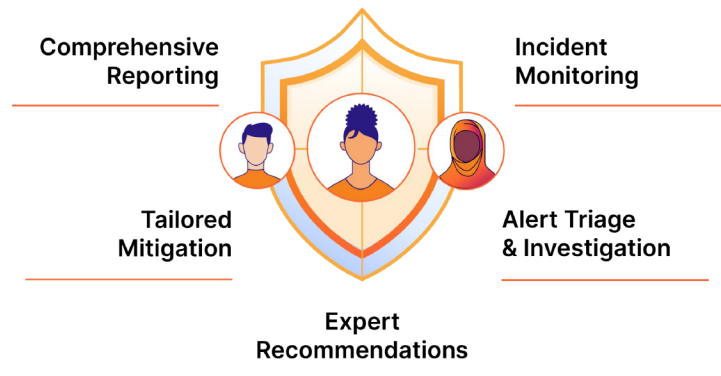 Comprehensive
Reporting
Incident
Monitoring
Tailored
Mitigation
Alert Triage
& Investigation
Expert
Recommendations